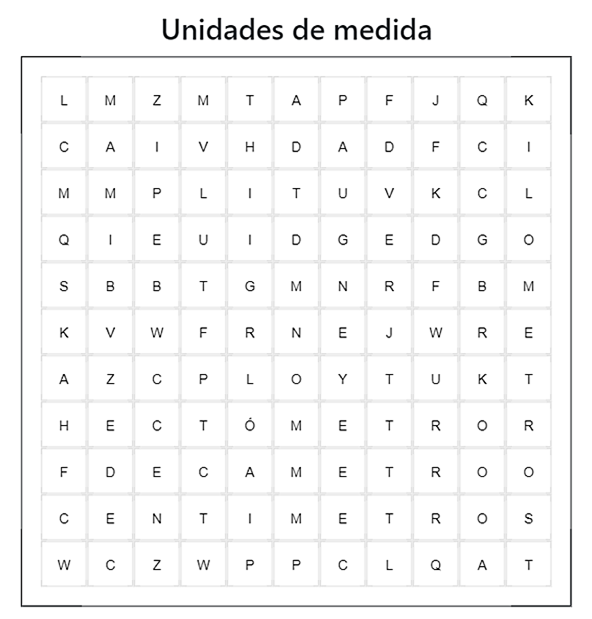 Unidades de medida
L M Z M T A P F J Q K
C A I V H D A D F C I
M M P L I T U V K C L
Q I E U I D G E D G O
S B B T G M N R F B M
K V W F R N E J W R E
A Z C P L O Y T U K T
H E C T Ó M E T R O R
F D E C A M E T R O O
C E N T I M E T R O S
W C Z W P P C L Q A T